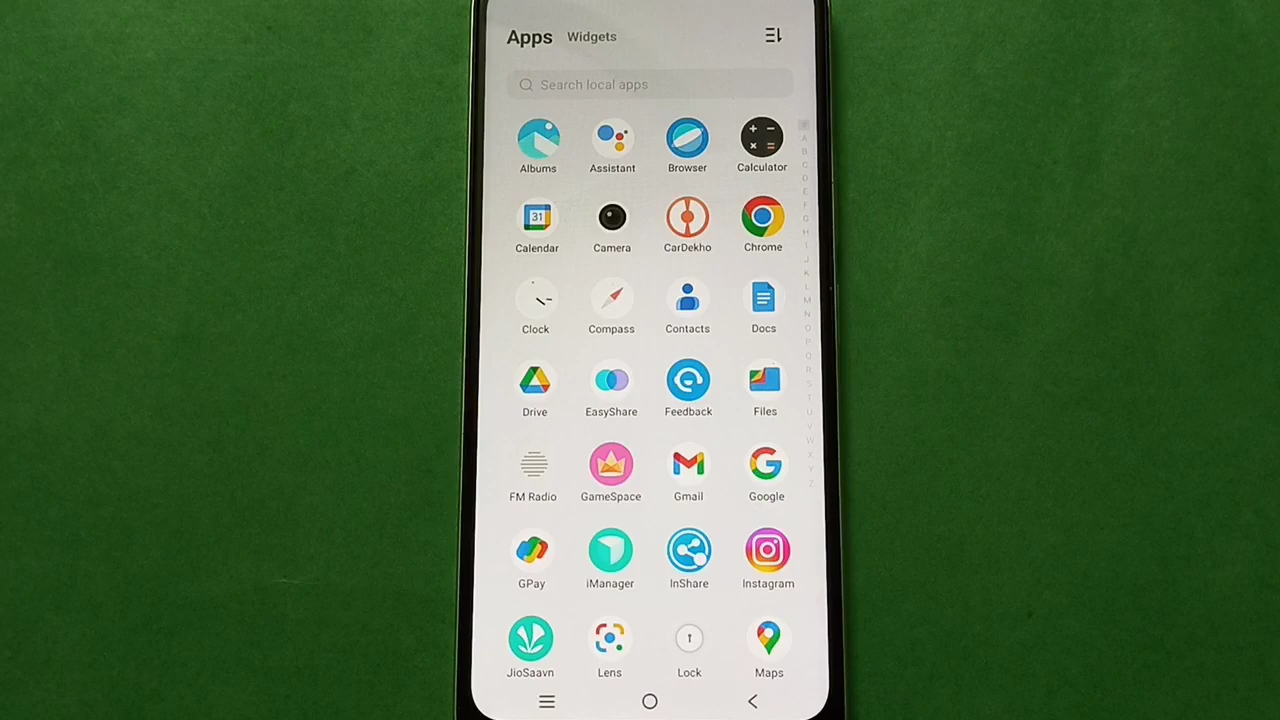 Apps Widgets
Search local apps
Albums Assistant Browser Calculator
31
Calendar Camera CarDekho Chrome
Clock Compass Contacts Docs
Drive EasyShare Feedback Files
FM Radio GameSpace Gmail Google
GPay iManager InShare Instagram
JioSaavn Lens Lock Maps